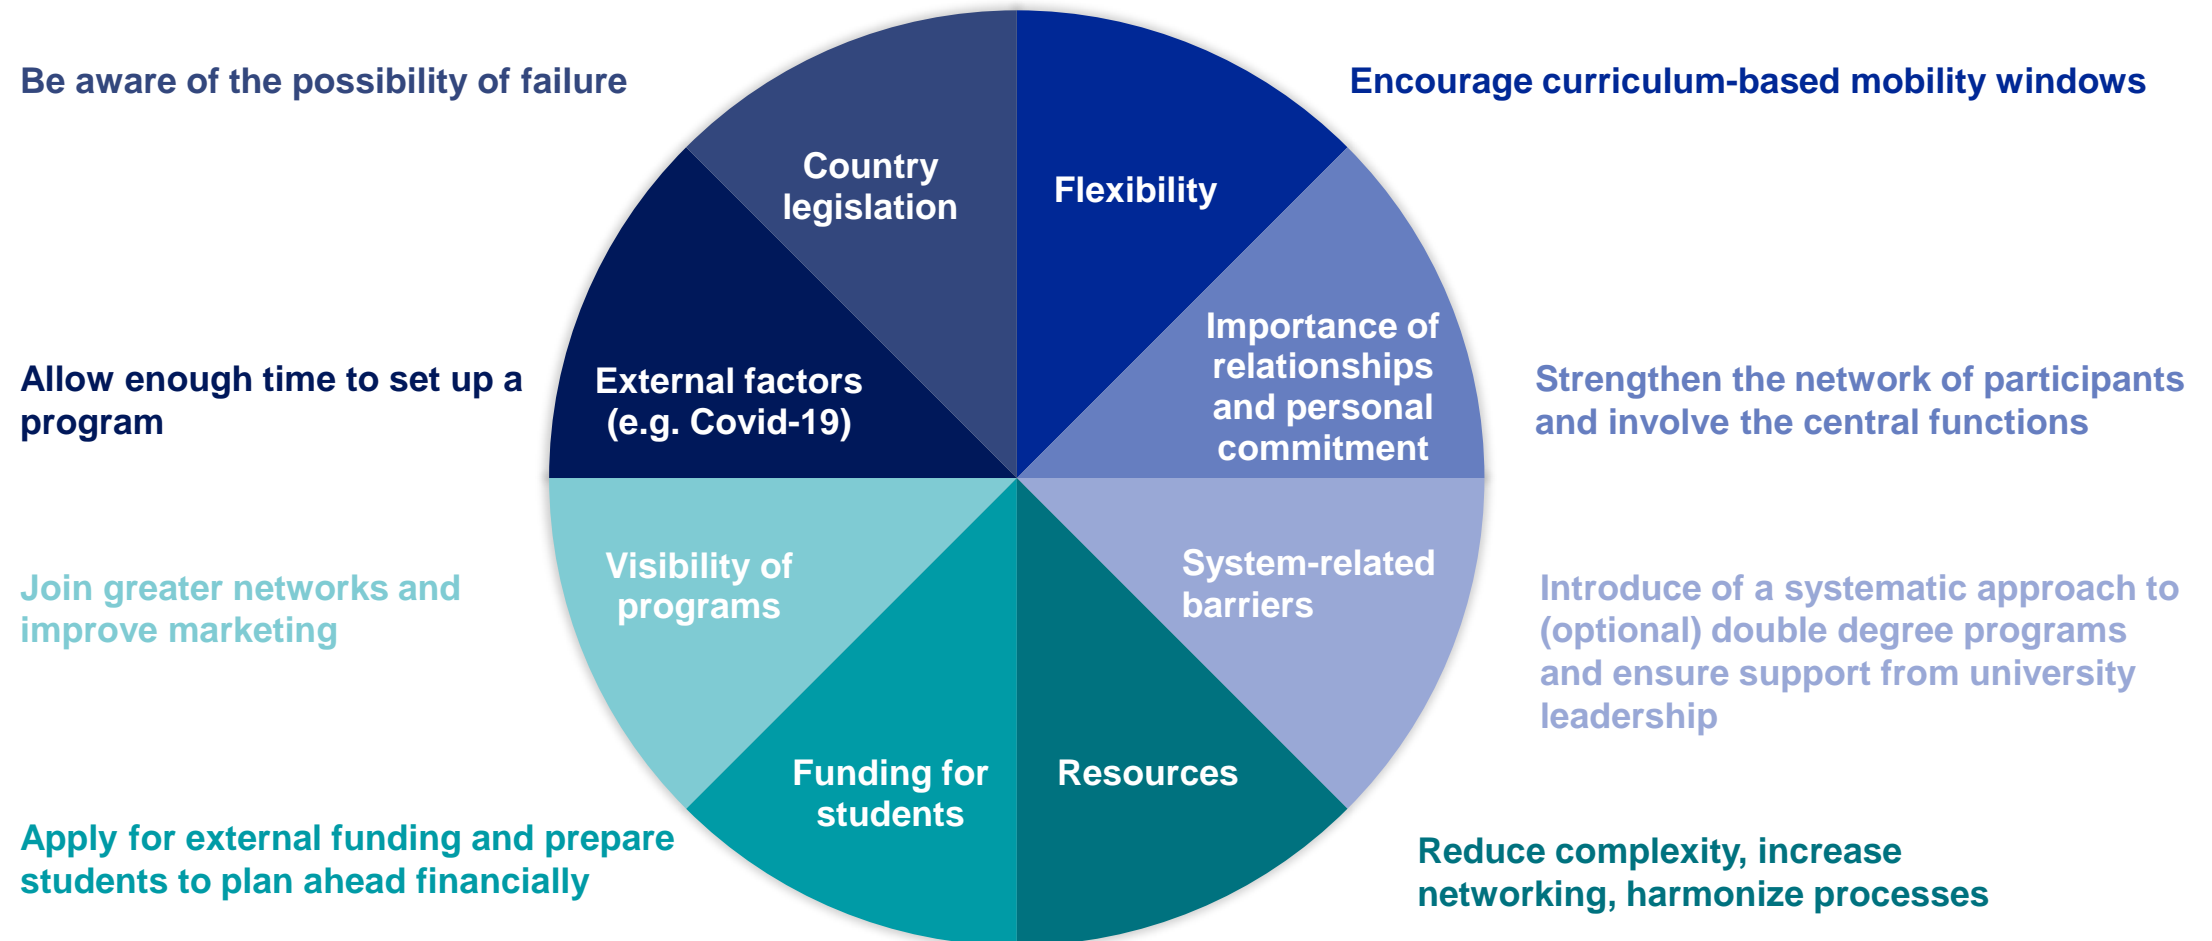 Be aware of the possibility of failure
Encourage curriculum-based mobility windows
Country
legislation
Flexibility
Importance of
relationships
and personal
commitment
Allow enough time to set up a
program
External factors
(e.g. Covid-19)
Strengthen the network of participants
and involve the central functions
Join greater networks and
improve marketing
Visibility of
programs
System-related
barriers
Introduce of a systematic approach to
(optional) double degree programs
and ensure support from university
leadership
Funding for
students
Resources
Apply for external funding and prepare
students to plan ahead financially
Reduce complexity, increase
networking, harmonize processes